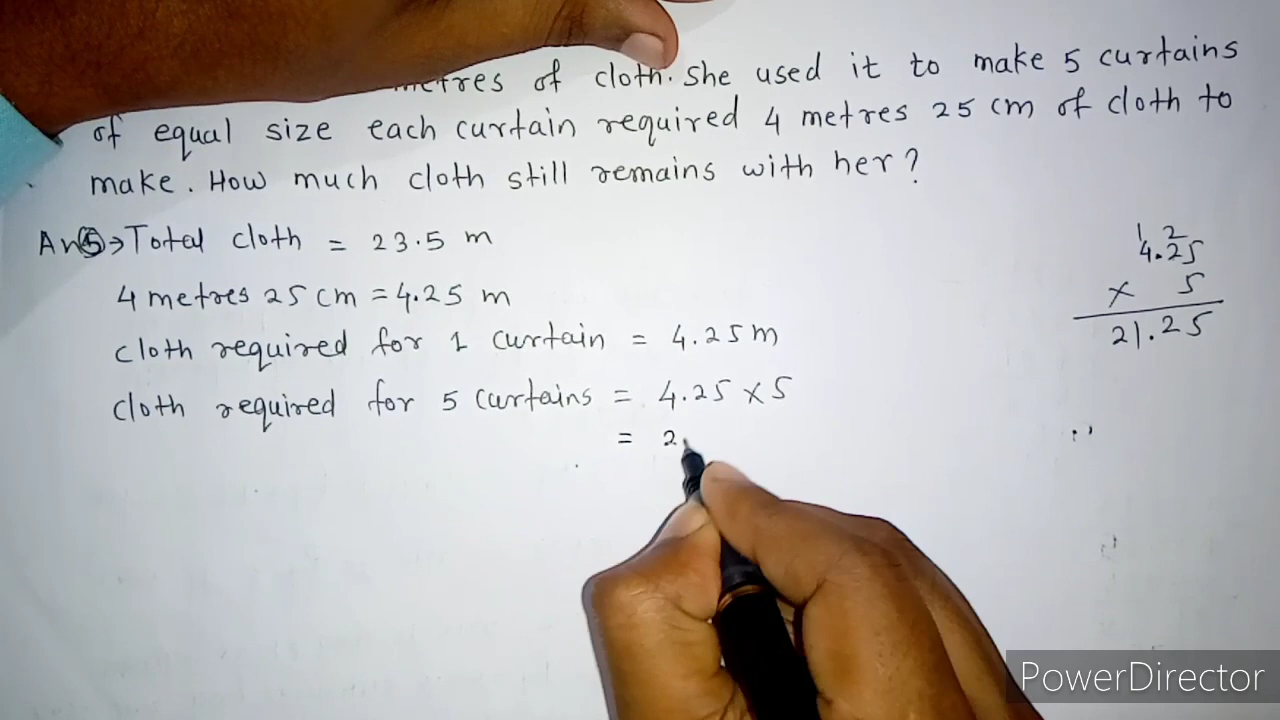 of cloth. She used it to make 5 curtains
of equal size each curtain required 4 metres 25 cm of cloth to
make. How much cloth still remains with her?
Ans 5 → Total cloth = 23.5 m
4 metres 25 cm = 4.25 m
cloth required for 1 curtain = 4.25 m
cloth required for 5 curtains = 4.25 × 5
= 2
1 2
4.25
× 5
21.25
PowerDirector